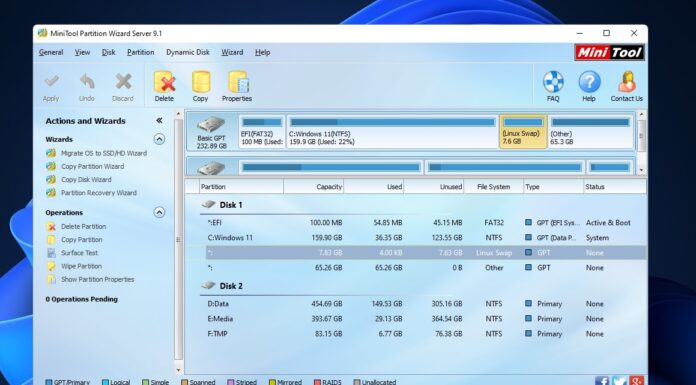 MiniTool Partition Wizard Server 9.1
General View Disk Partition Dynamic Disk Wizard Help
Mini Tool
Apply Undo Discard Delete Copy Properties FAQ Help Contact Us
Actions and Wizards
Wizards
Migrate OS to SSD/HD Wizard
Copy Partition Wizard
Copy Disk Wizard
Partition Recovery Wizard
Operations
Delete Partition
Copy Partition
Surface Test
Wipe Partition
Show Partition Properties
0 Operations Pending
Basic GPT
232.89 GB
EFI(FAT32)
100 MB (Used:
C:Windows 11(NTFS)
159.9 GB (Used: 22%)
(Linux Swap)
7.6 GB
(Other)
65.3 GB
Partition Capacity Used Unused File System Type Status
Disk 1
*:EFI 100.00 MB 54.85 MB 45.15 MB FAT32 GPT (EFI Sys... Active & Boot
C:Windows 11 159.90 GB 36.35 GB 123.55 GB NTFS GPT (Data P... System
*: 7.63 GB 4.00 KB 7.63 GB Linux Swap GPT None
*: 65.26 GB 65.26 GB 0 B Other GPT None
Disk 2
D:Data 454.69 GB 149.53 GB 305.16 GB NTFS Primary None
E:Media 393.67 GB 29.13 GB 364.54 GB NTFS Primary None
F:TMP 83.15 GB 6.77 GB 76.38 GB NTFS Primary None
GPT/Primary Logical Simple Spanned Striped Mirrored RAID5 Unallocated